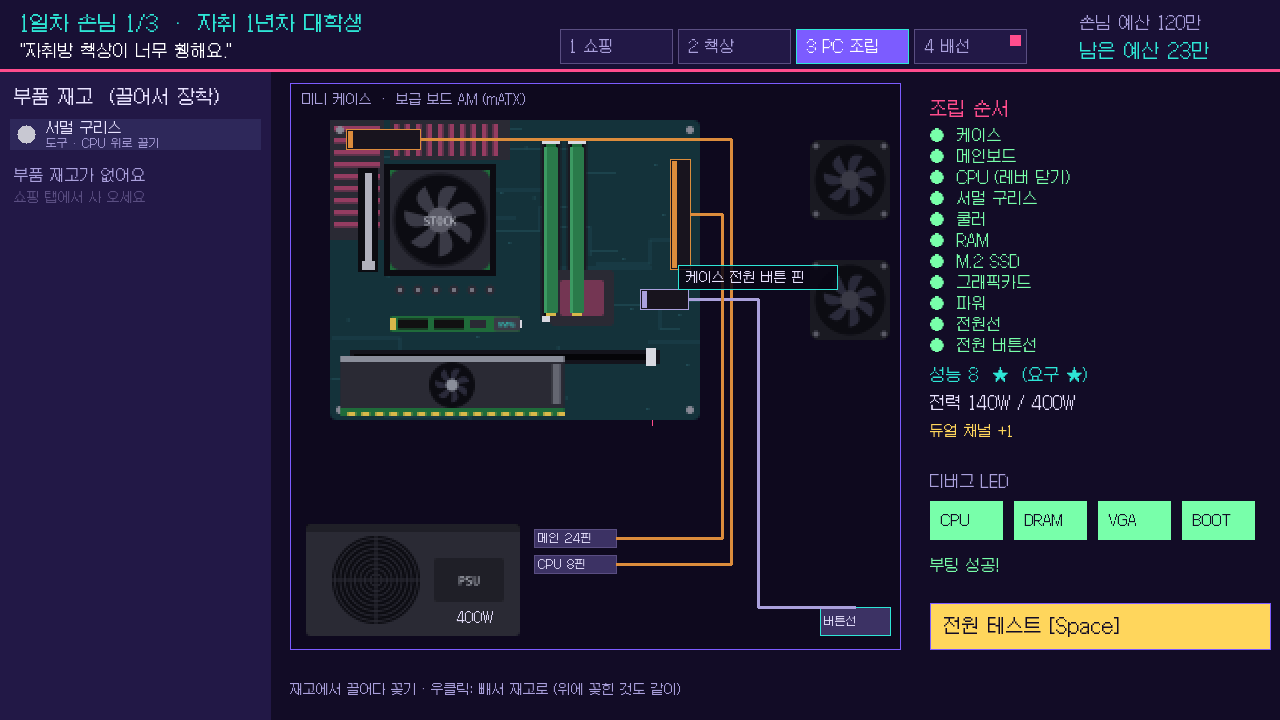 1일차 손님 1/3 · 자취 1년차 대학생
"자취방 책상이 너무 휑해요."
1 쇼핑
2 책상
3 PC 조립
4 배선
손님 예산 120만
남은 예산 23만
부품 재고 (끌어서 장착)
서멀 구리스
도구 · CPU 위로 끌기
부품 재고가 없어요
쇼핑 탭에서 사 오세요
미니 케이스 · 보급 보드 AM (mATX)
STOCK
케이스 전원 버튼 핀
메인 24핀
CPU 8핀
PSU
400W
버튼선
재고에서 끌어다 꽂기 · 우클릭: 빼서 재고로 (위에 꽂힌 것도 같이)
조립 순서
케이스
메인보드
CPU (레버 닫기)
서멀 구리스
쿨러
RAM
M.2 SSD
그래픽카드
파워
전원선
전원 버튼선
성능 8 ★ (요구 ★)
전력 140W / 400W
듀얼 채널 +1
디버그 LED
CPU
DRAM
VGA
BOOT
부팅 성공!
전원 테스트 [Space]